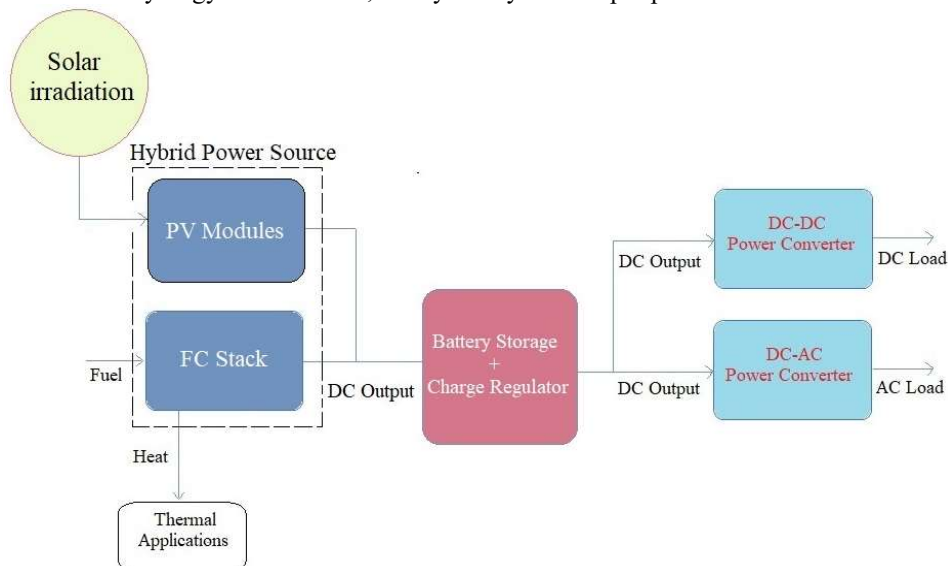 Solar
irradiation
Hybrid Power Source
PV Modules
FC Stack
Fuel
DC Output
Heat
Thermal
Applications
Battery Storage
+
Charge Regulator
DC Output
DC-DC
Power Converter
DC Load
DC Output
DC-AC
Power Converter
AC Load